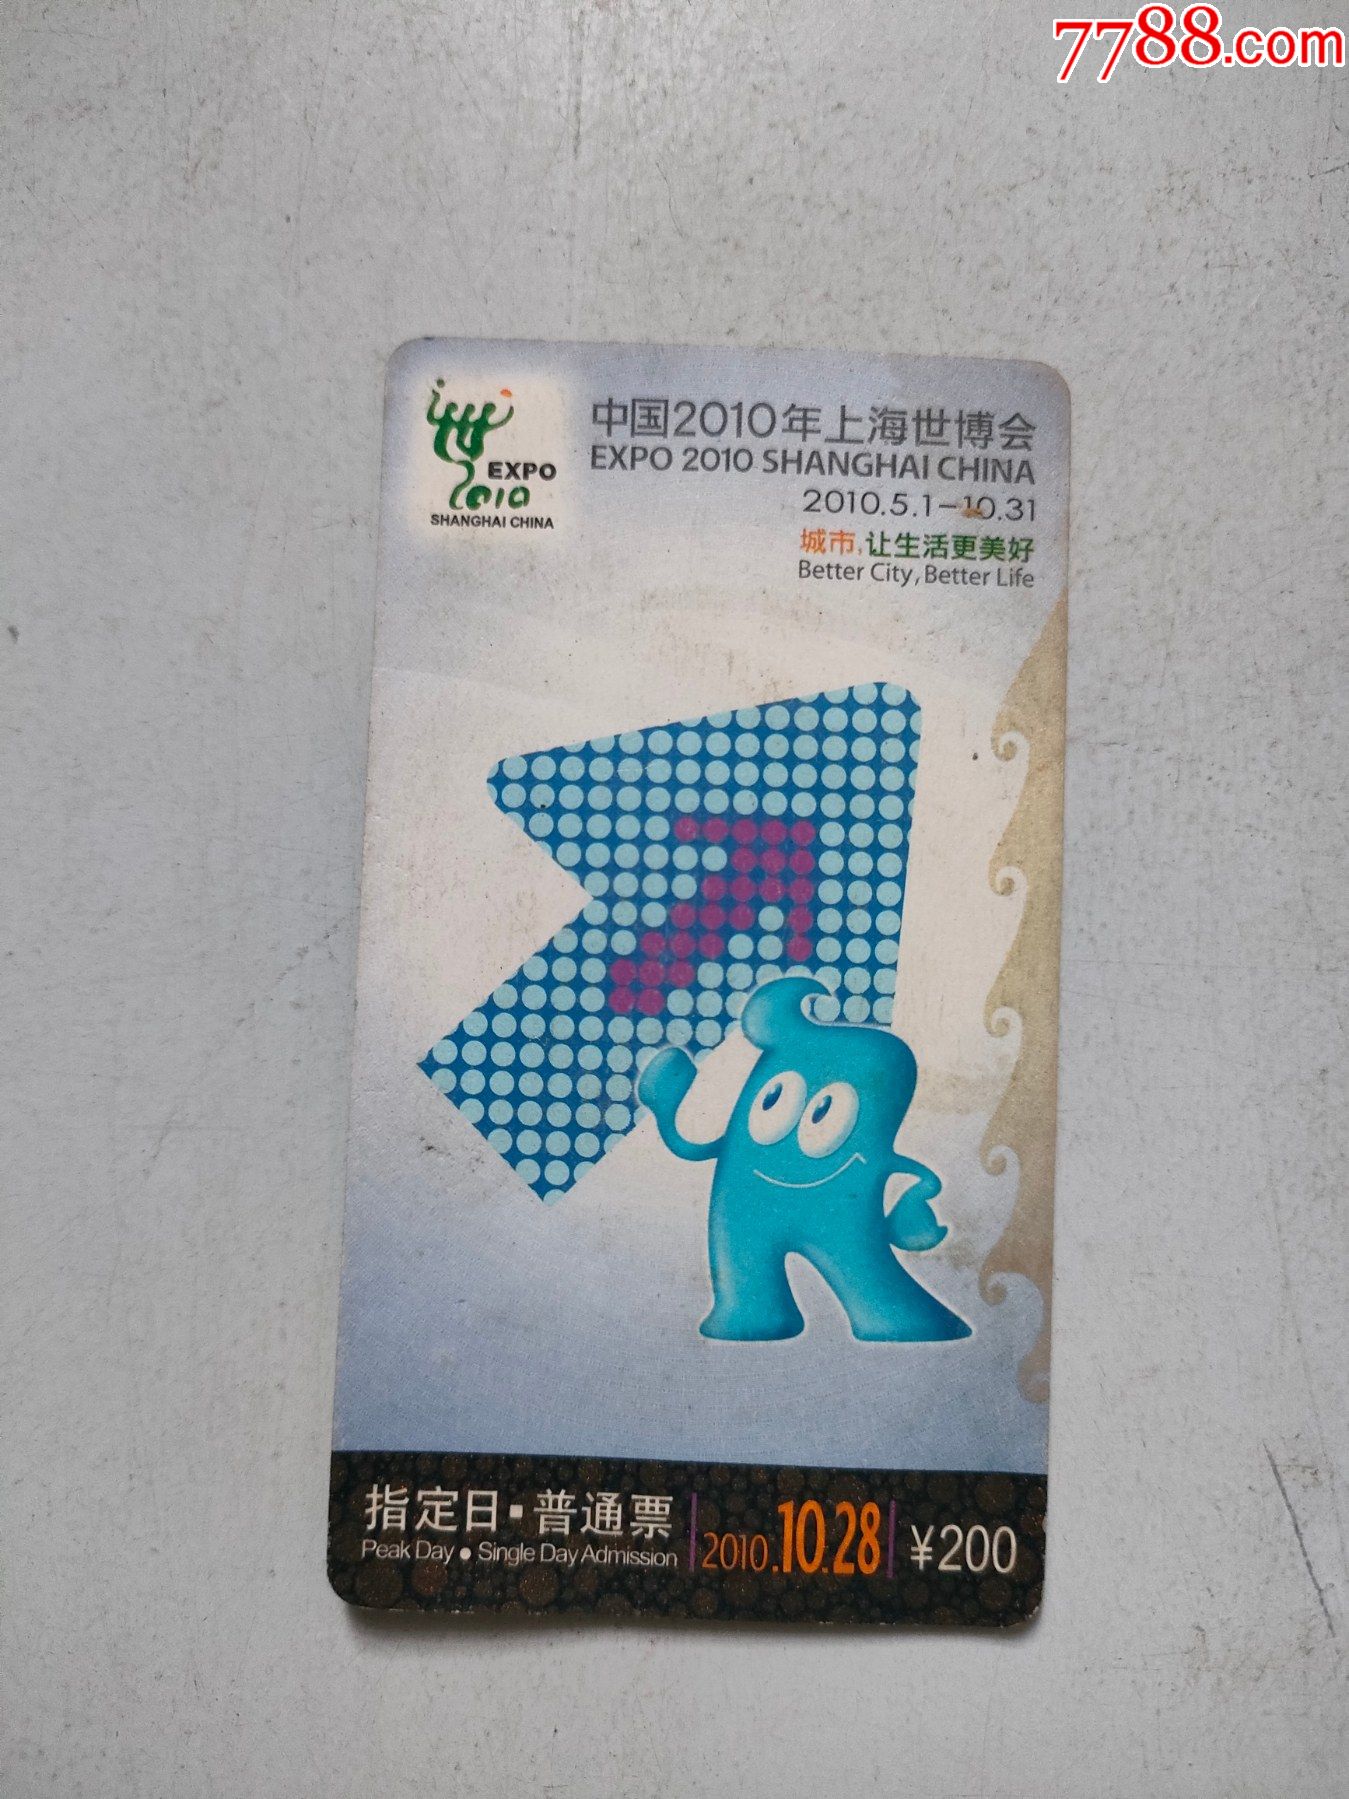 7788.com
EXPO
2010
SHANGHAI CHINA
中国2010年上海世博会
EXPO 2010 SHANGHAI CHINA
2010.5.1-10.31
城市,让生活更美好
Better City, Better Life
指定日·普通票
Peak Day • Single Day Admission
2010.10.28
¥200